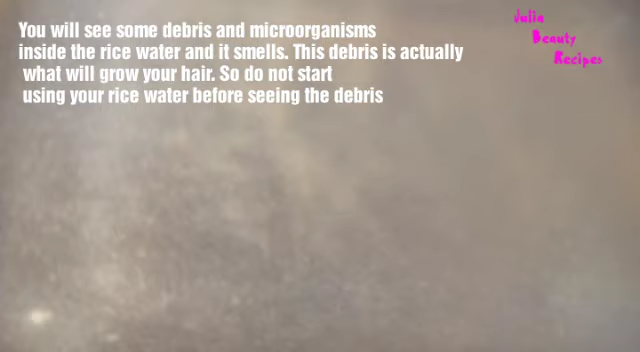 You will see some debris and microorganisms
inside the rice water and it smells. This debris is actually
what will grow your hair. So do not start
using your rice water before seeing the debris
Julia
Beauty
Recipes